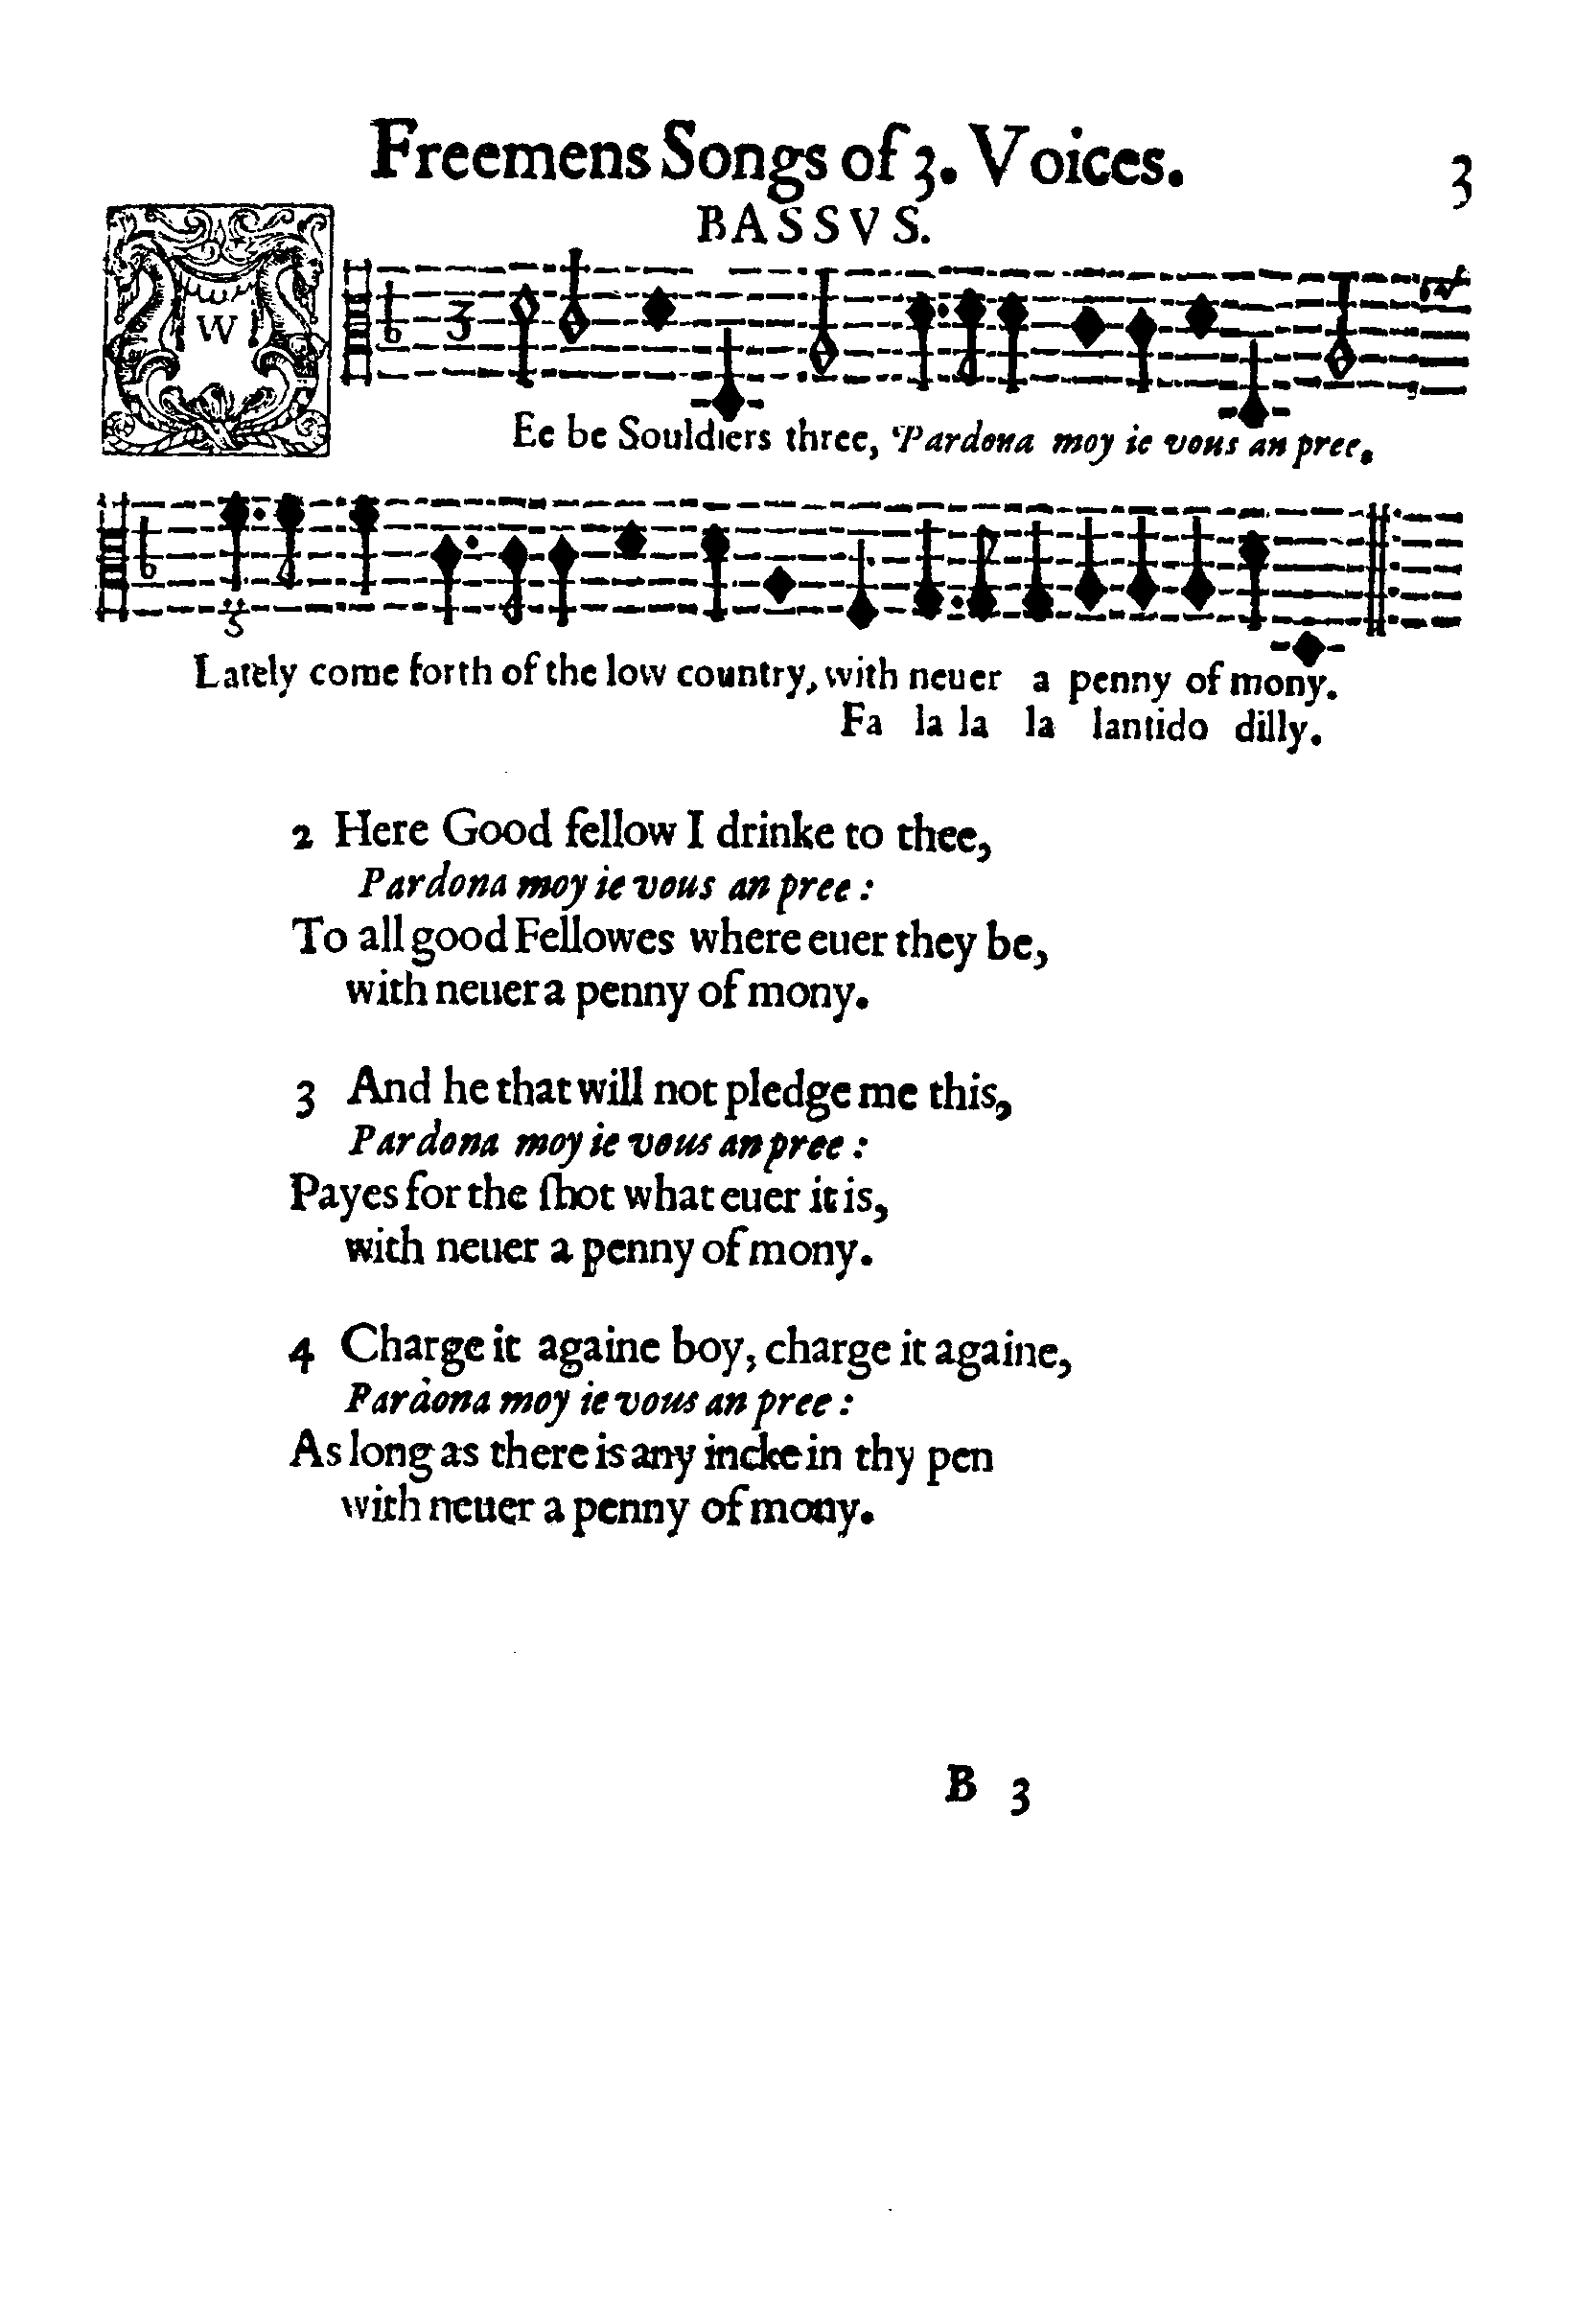 Freemens Songs of 3. Voices. 3
BASSVS.
WEe be Souldiers three, Pardona moy ie vous an pree.
Lately come forth of the low country, with neuer a penny of mony.
Fa la la la lantido dilly.
2 Here Good fellow I drinke to thee,
Pardona moy ie vous an pree :
To all good Fellowes where euer they be,
with neuer a penny of mony.
3 And he that will not pledge me this,
Pardona moy ie vous an pree :
Payes for the ſhot what euer it is,
with neuer a penny of mony.
4 Charge it againe boy, charge it againe,
Pardona moy ie vous an pree :
As long as there is any incke in thy pen
with neuer a penny of mony.
B 3